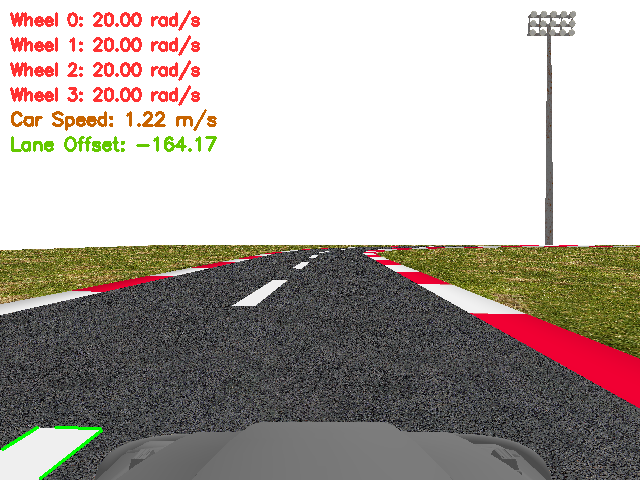 Wheel 0: 20.00 rad/s
Wheel 1: 20.00 rad/s
Wheel 2: 20.00 rad/s
Wheel 3: 20.00 rad/s
Car Speed: 1.22 m/s
Lane Offset: -164.17